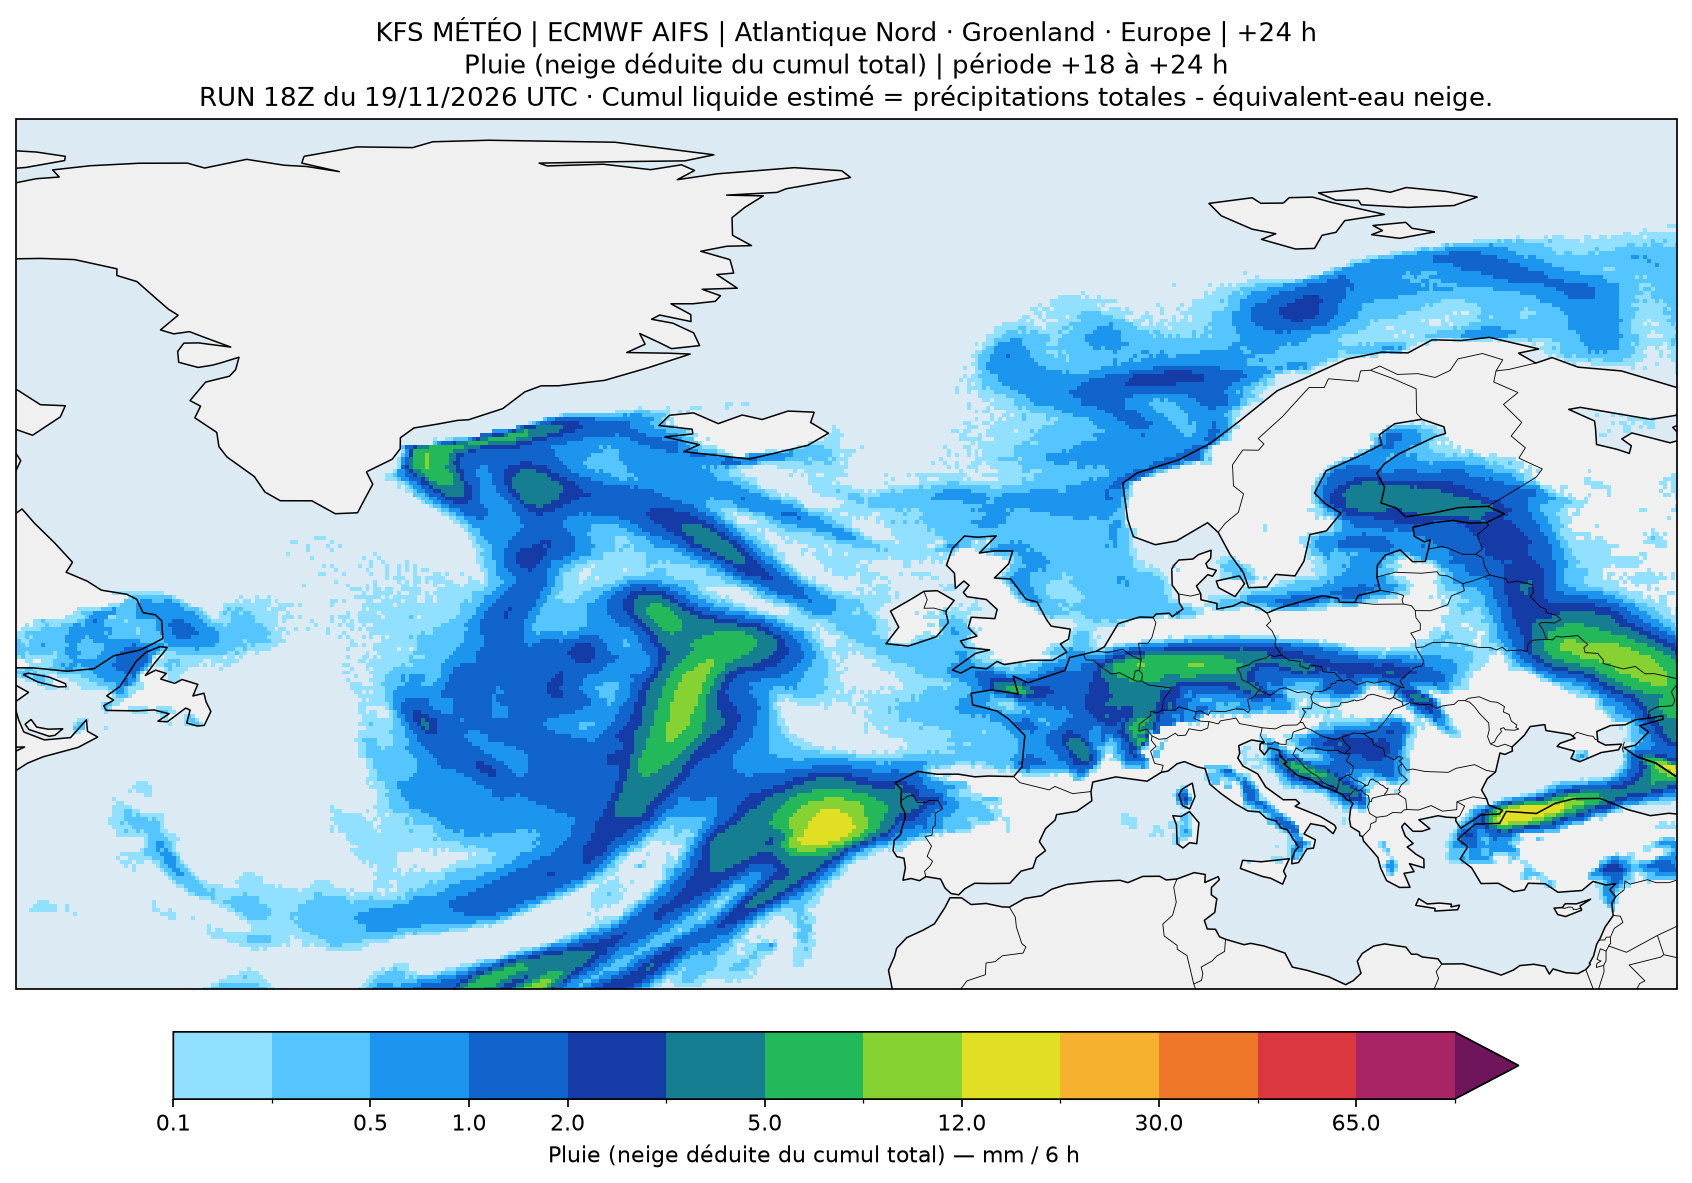 KFS MÉTÉO | ECMWF AIFS | Atlantique Nord · Groenland · Europe | +24 h
Pluie (neige déduite du cumul total) | période +18 à +24 h
RUN 18Z du 19/11/2026 UTC · Cumul liquide estimé = précipitations totales - équivalent-eau neige.
0.1 0.5 1.0 2.0 5.0 12.0 30.0 65.0
Pluie (neige déduite du cumul total) — mm / 6 h